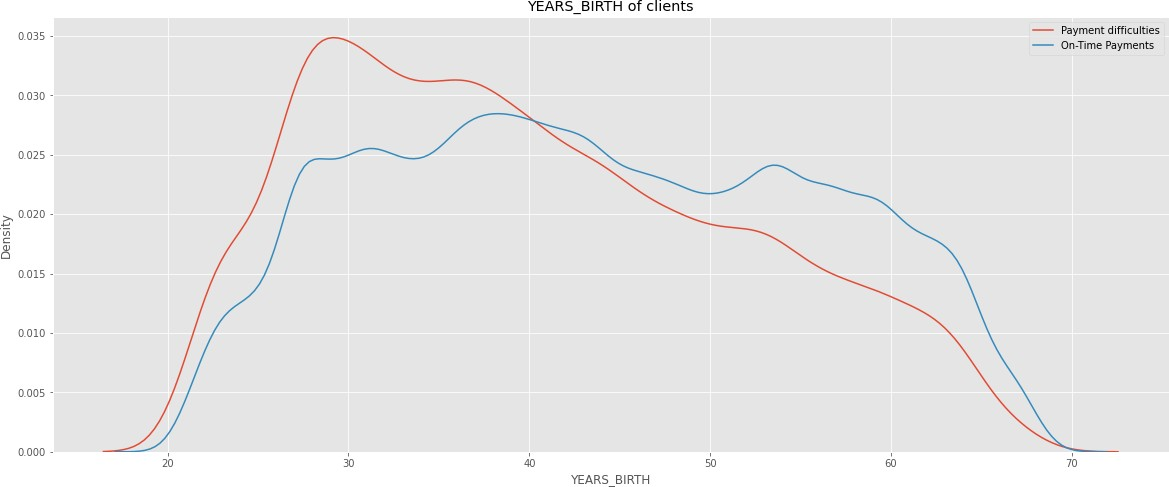 YEARS_BIRTH of clients
Payment difficulties
On-Time Payments
0.035
0.030
0.025
0.020
0.015
0.010
0.005
0.000
Density
20 30 40 50 60 70
YEARS_BIRTH